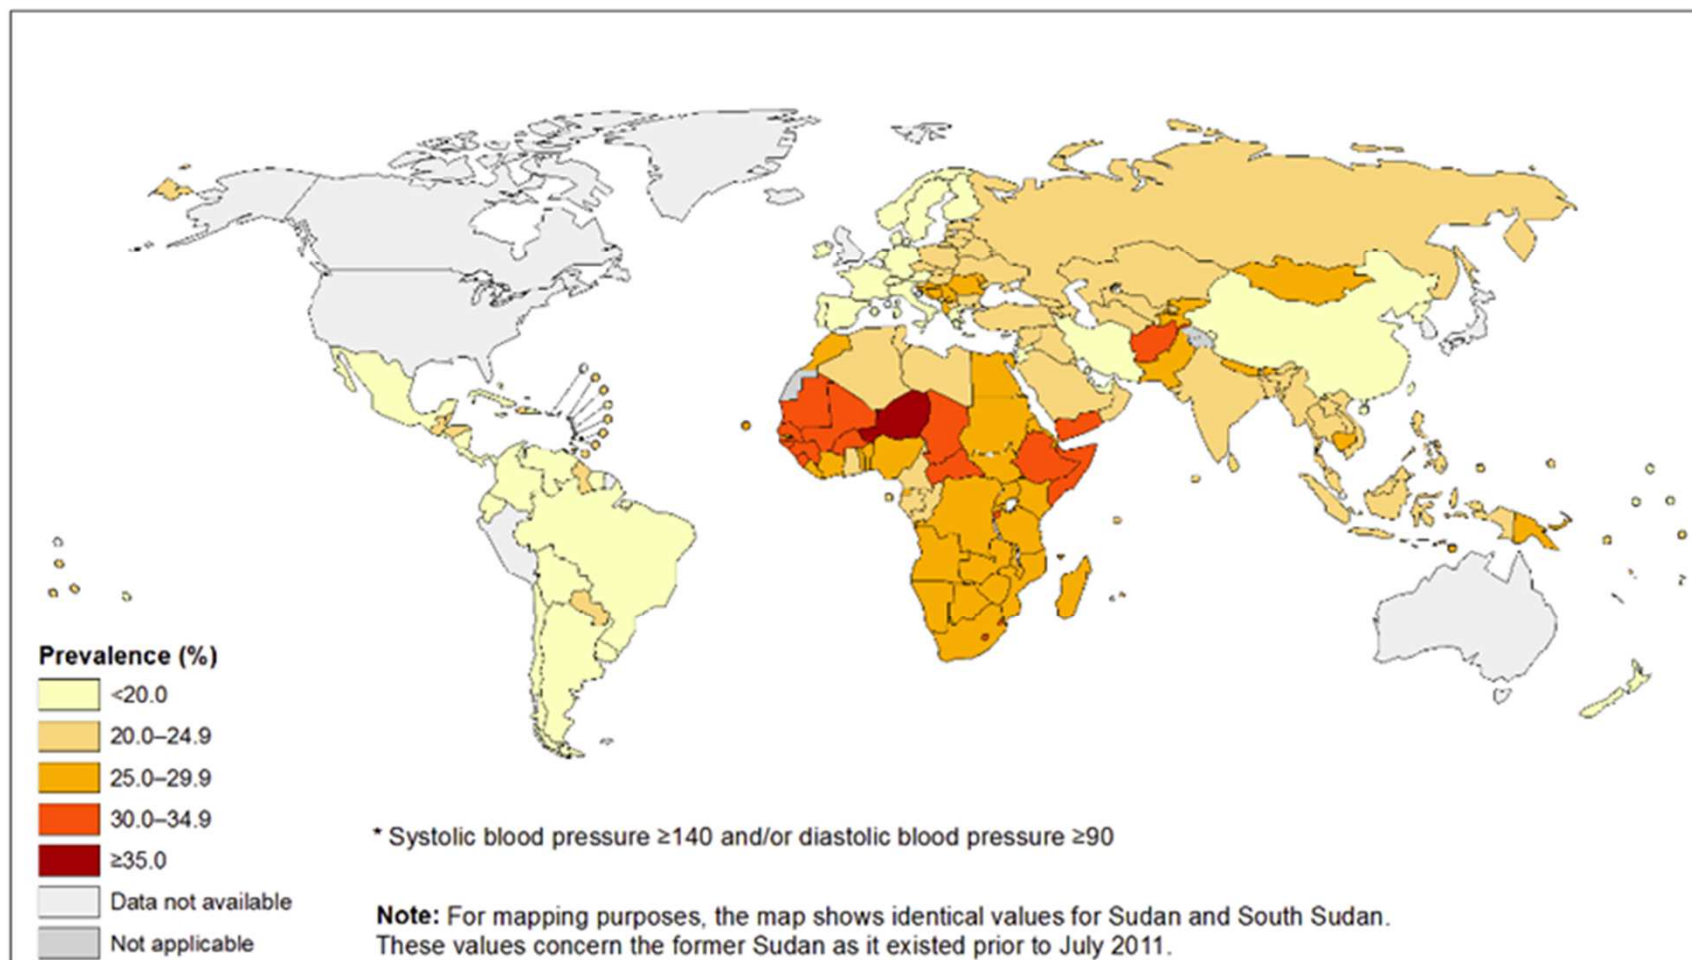 Prevalence (%)
<20.0
20.0–24.9
25.0–29.9
30.0–34.9
≥35.0
Data not available
Not applicable
* Systolic blood pressure ≥140 and/or diastolic blood pressure ≥90
Note: For mapping purposes, the map shows identical values for Sudan and South Sudan.
These values concern the former Sudan as it existed prior to July 2011.